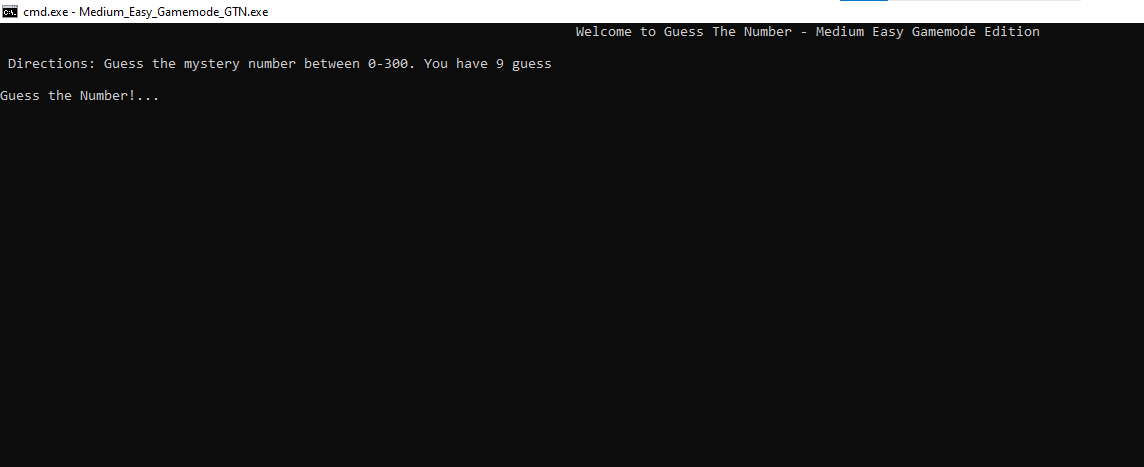 cmd.exe - Medium_Easy_Gamemode_GTN.exe
Welcome to Guess The Number - Medium Easy Gamemode Edition
Directions: Guess the mystery number between 0-300. You have 9 guess
Guess the Number!...